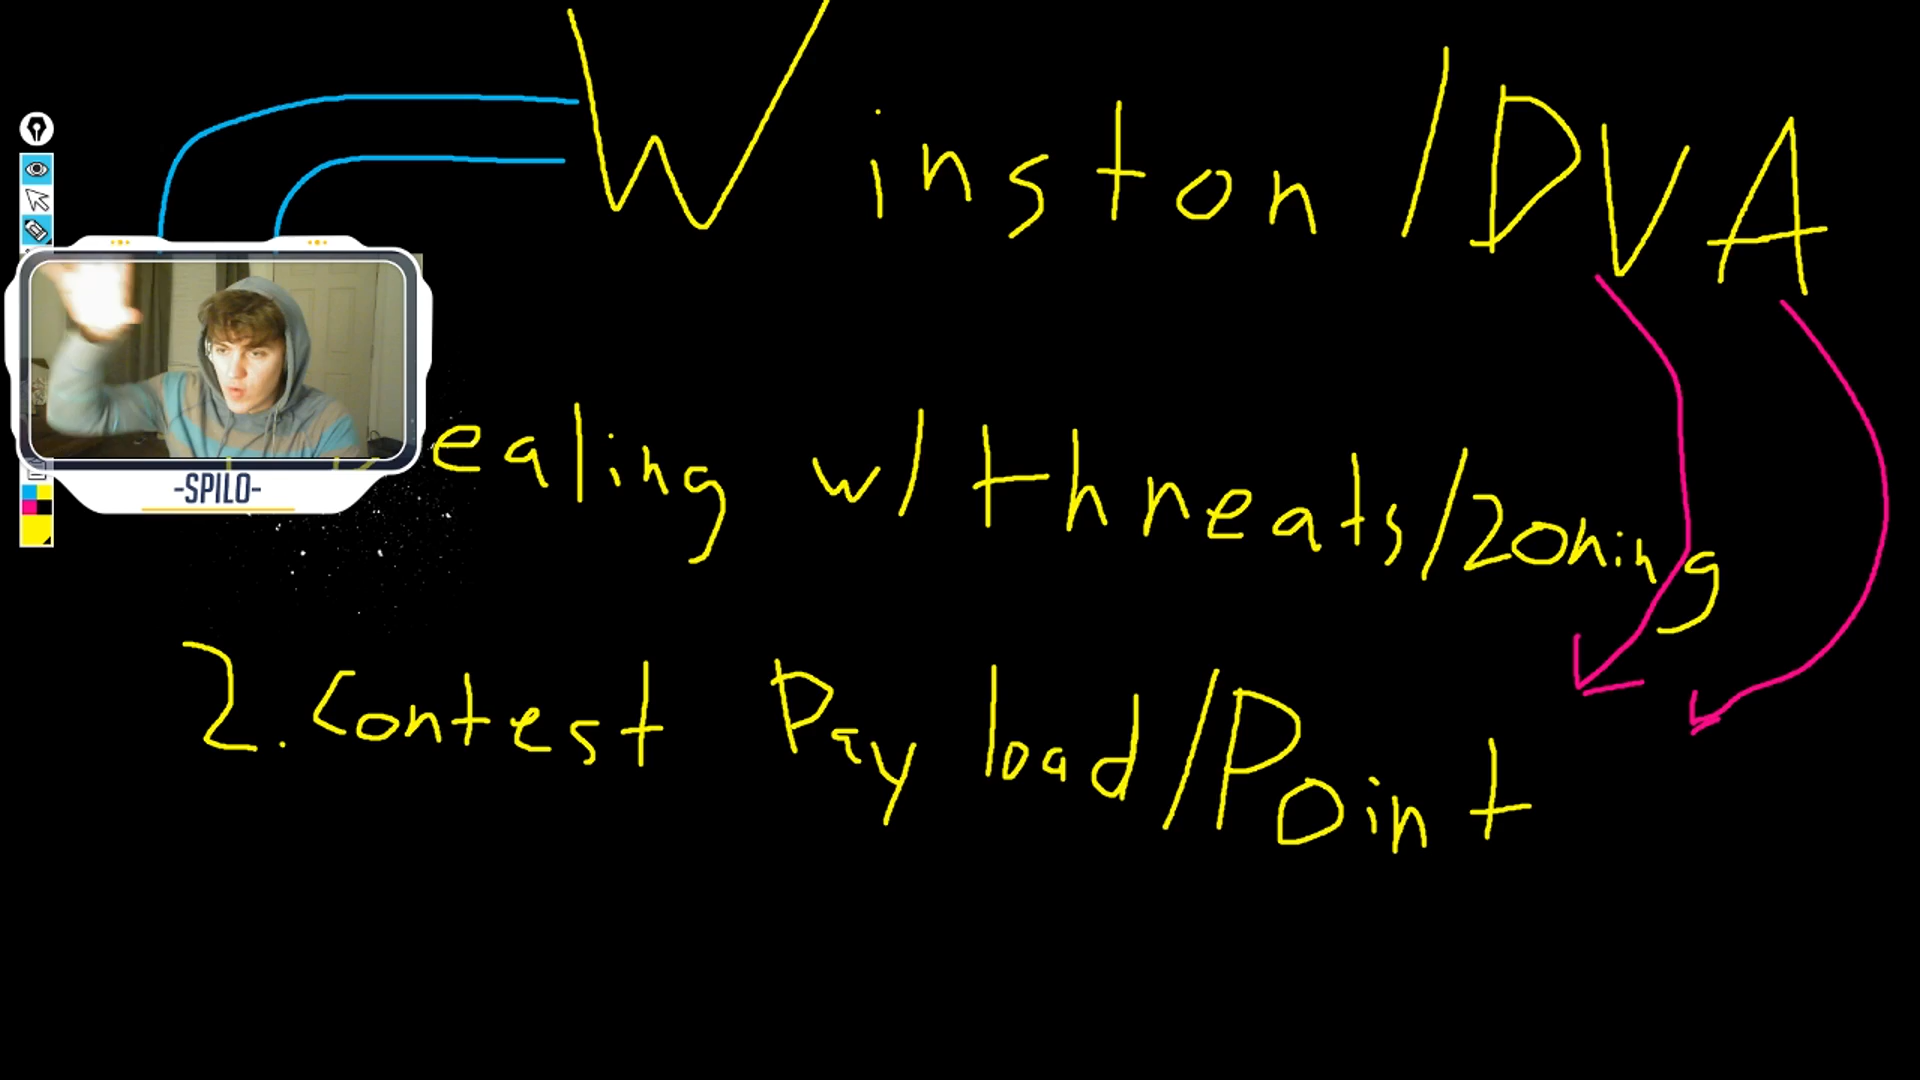 Winston / DVA
-SPILO-
ealing w/ threats/zoning
2. Contest Payload/Point